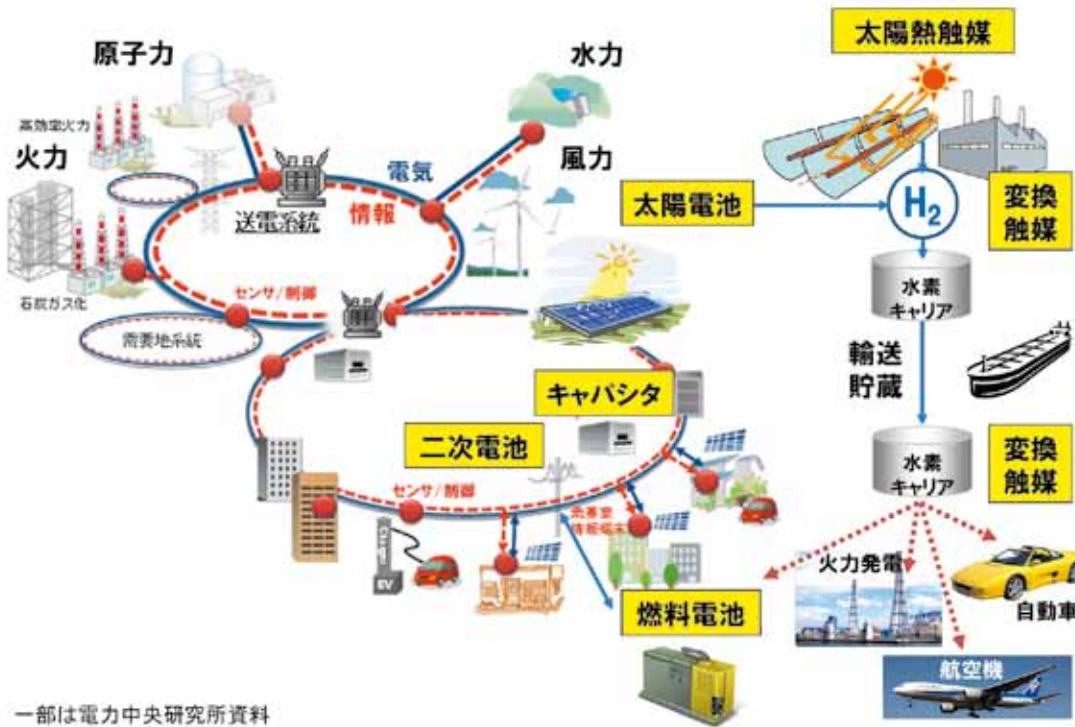 原子力
高効率火力
火力
石炭ガス化
水力
電気
風力
情報
送電系統
センサ/制御
需要地系統
太陽熱触媒
太陽電池
H2
変換
触媒
水素
キャリア
輸送
貯蔵
水素
キャリア
変換
触媒
キャパシタ
二次電池
センサ/制御
需要家
情報端末
EV
燃料電池
火力発電
自動車
航空機
一部は電力中央研究所資料